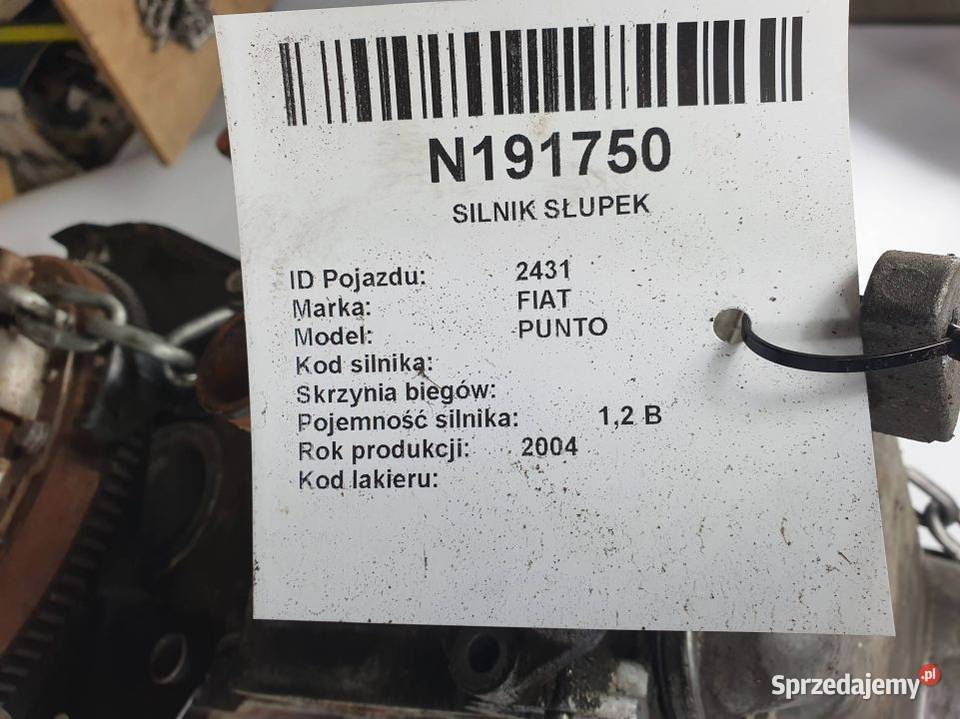 N191750
SILNIK SŁUPEK
ID Pojazdu: 2431
Marka: FIAT
Model: PUNTO
Kod silnika:
Skrzynia biegów:
Pojemność silnika: 1,2 B
Rok produkcji: 2004
Kod lakieru:
Sprzedajemy.pl